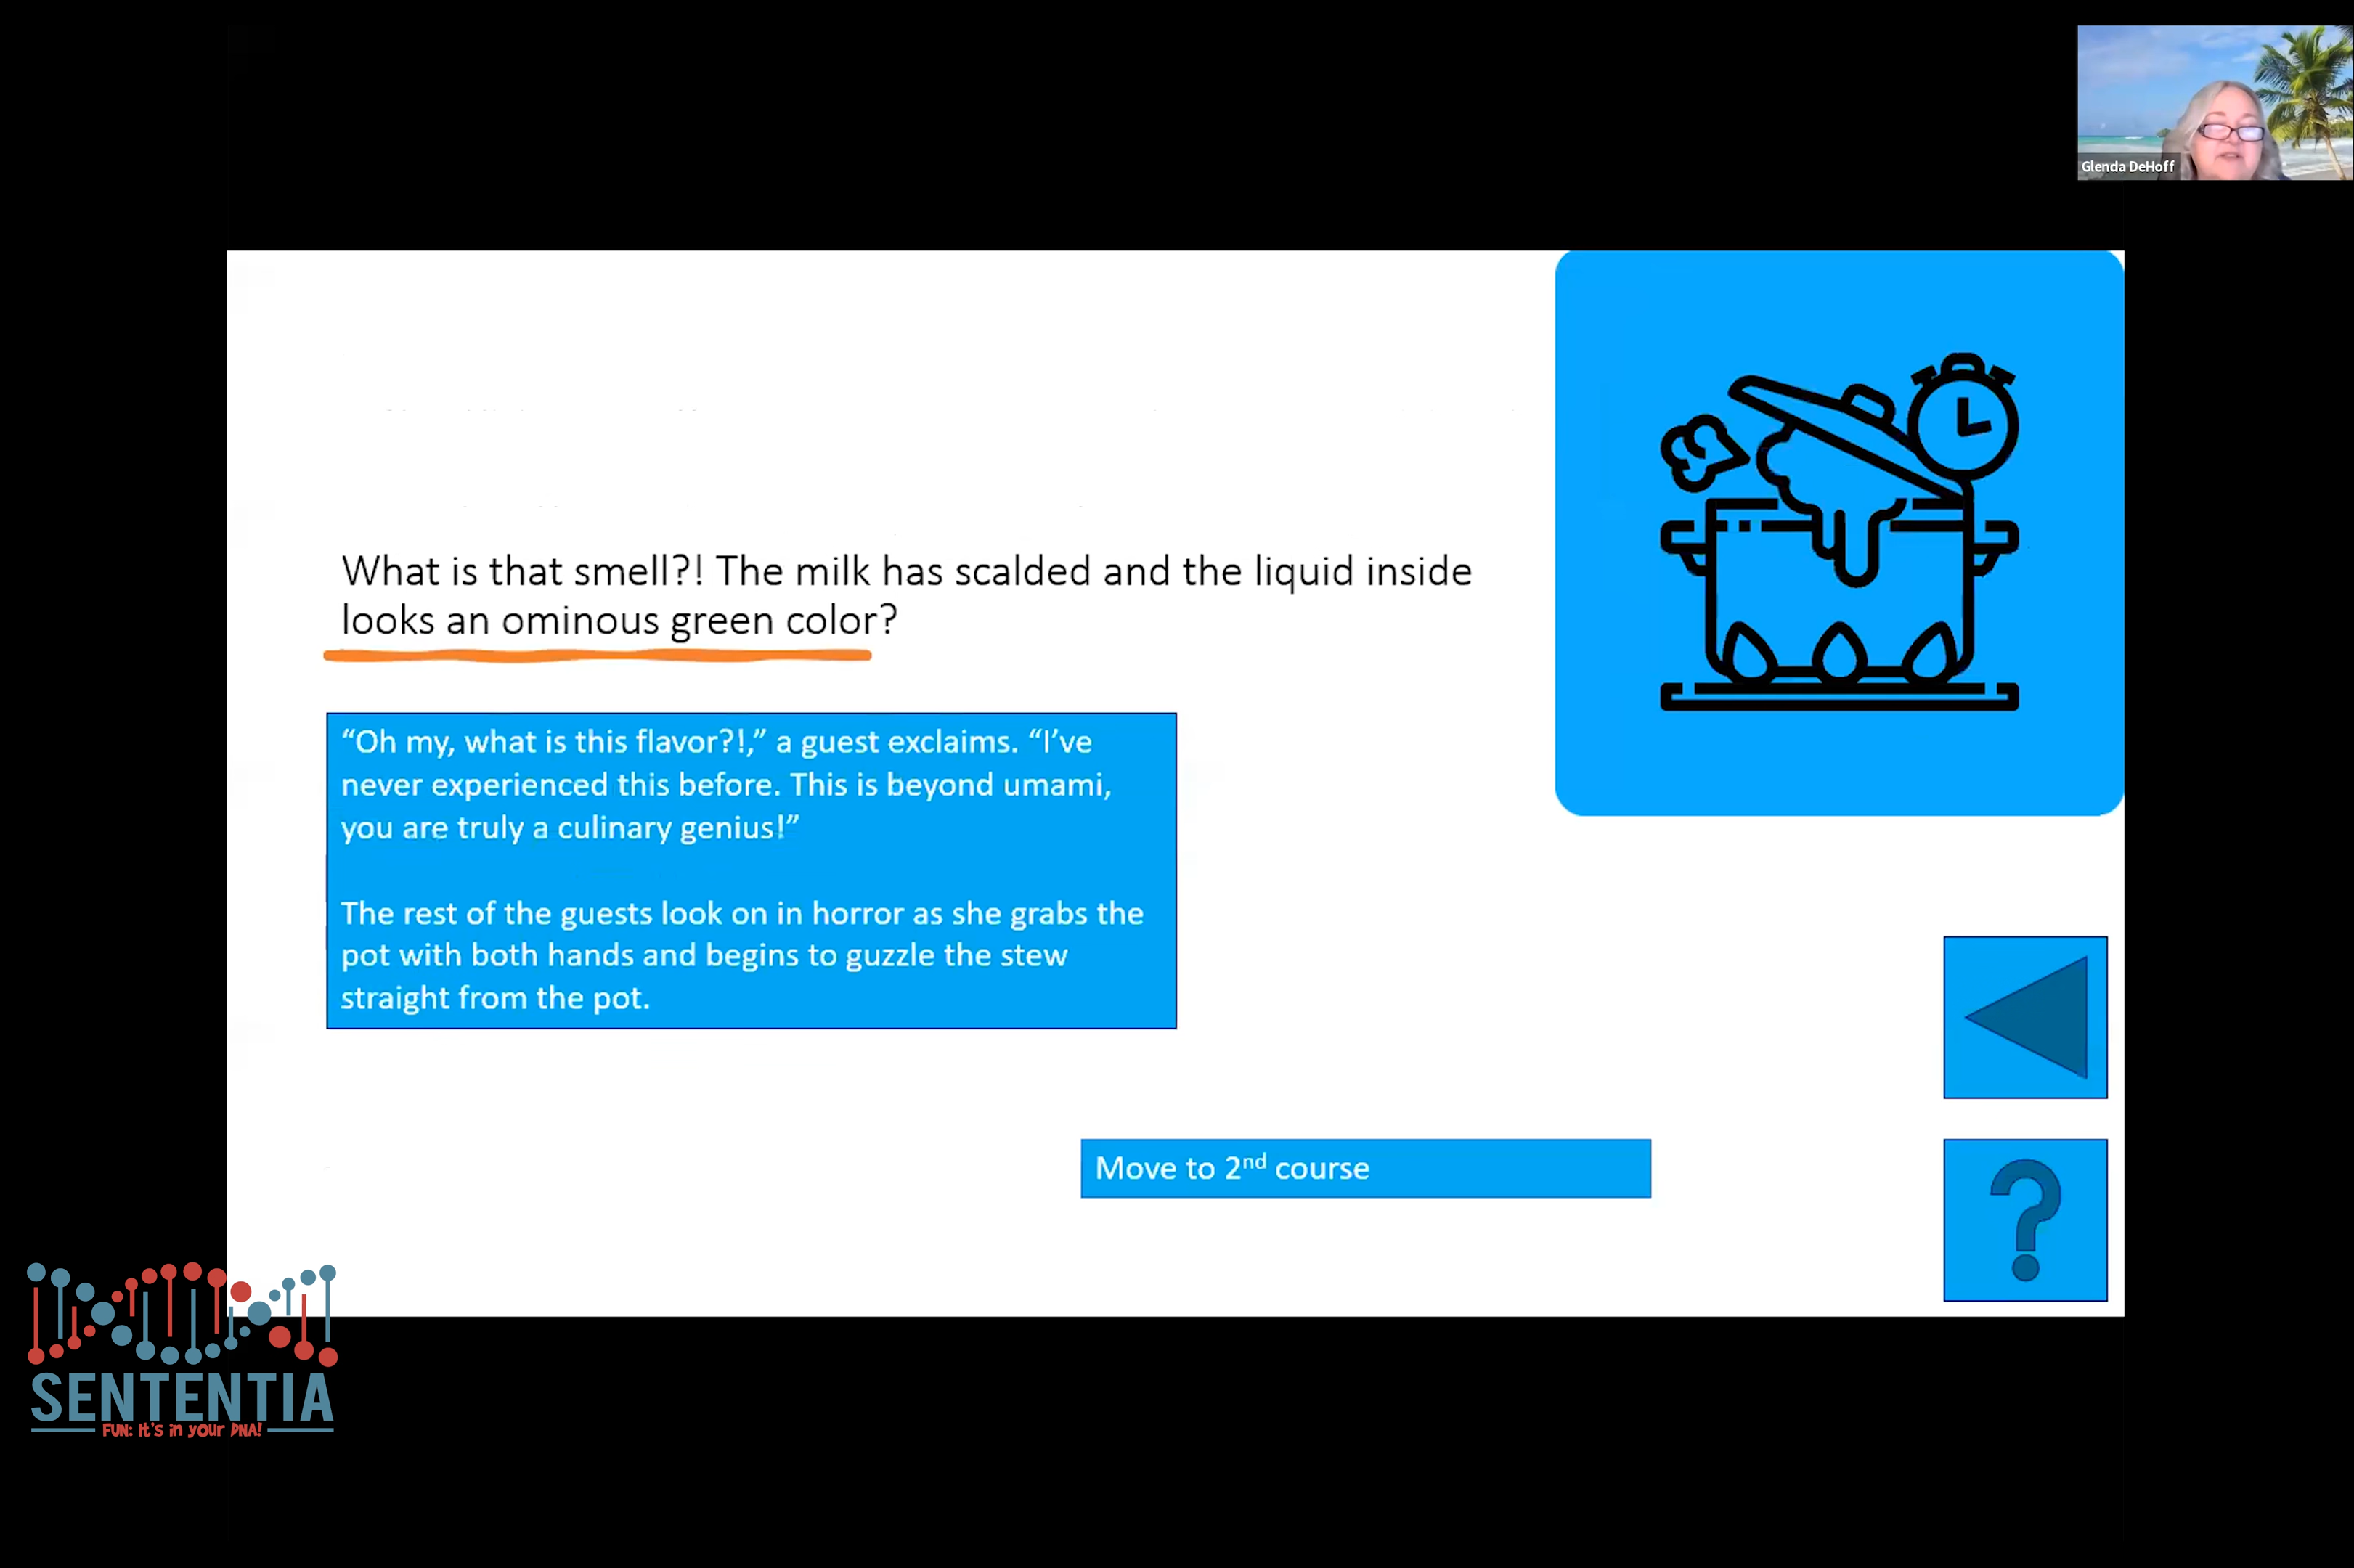 Glenda DeHoff
What is that smell?! The milk has scalded and the liquid inside
looks an ominous green color?
“Oh my, what is this flavor?!,” a guest exclaims. “I’ve
never experienced this before. This is beyond umami,
you are truly a culinary genius!”
The rest of the guests look on in horror as she grabs the
pot with both hands and begins to guzzle the stew
straight from the pot.
Move to 2nd course
?
SENTENTIA
FUN: It's in your DNA!